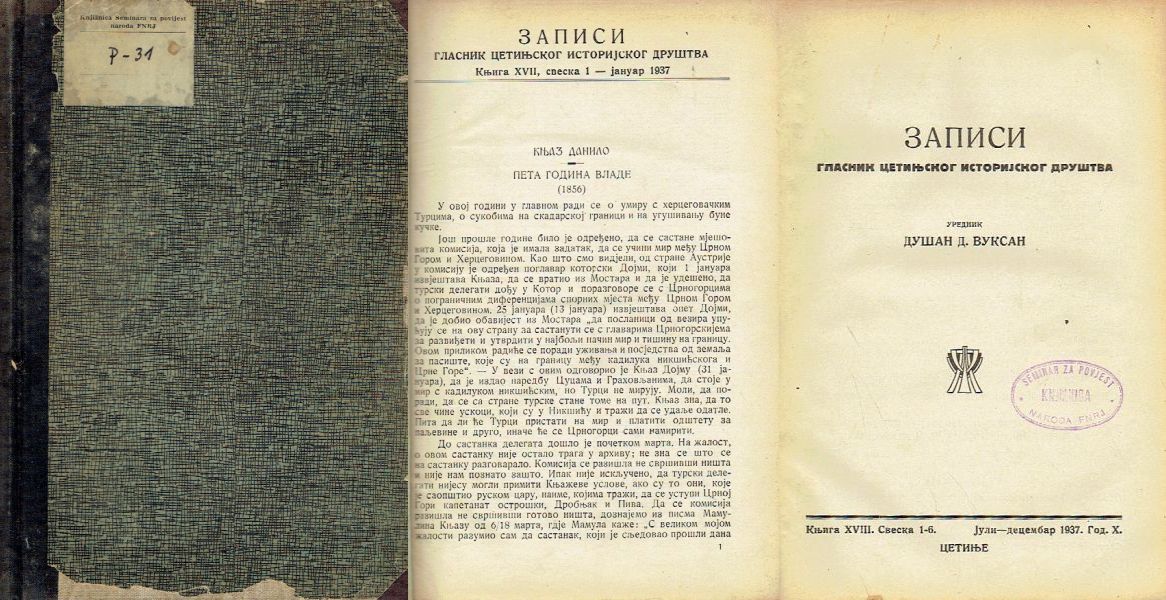 Knjižnica Seminara za povijest
naroda FNRJ
P-31
ЗАПИСИ
ГЛАСНИК ЦЕТИЊСКОГ ИСТОРИЈСКОГ ДРУШТВА
Књига XVII, свеска 1 — јануар 1937
КЊАЗ ДАНИЛО
ПЕТА ГОДИНА ВЛАДЕ
(1856)
У овој години у главном ради се о умиру с херцеговачким
Турцима, о сукобима на скадарској граници и на угушивању буне
кучке.
Још прошле године било је одређено, да се састане мјешо-
вита комисија, која је имала задатак, да се учини мир међу Црном
Гором и Херцеговином. Као што смо видјели, од стране Аустрије
у комисију је одређен поглавар которски Дојми, који 1 јануара
извјештава Књаза, да се вратио из Мостара и да је удешено, да
турски делегати дођу у Котор и поразговоре се с Црногорцима
о пограничним диференцијама спорних мјеста међу Црном Гором
и Херцеговином. 25 јануара (13 јануара) извјештава опет Дојми,
да је добио обавијест из Мостара „да посланици од везира упу-
ћују се на ову страну за састанути се с главарима Црногорскијема
за развиђети и утврдити у најбољи начин мир и тишину на границу.
Овом приликом радиће се поради уживања и посједства од земаља
за пасиште, које су на границу међу кадилука никшићскога и
Црне Горе“. — У вези с овим одговорио је Књаз Дојму (31 ја-
нуара), да је издао наредбу Цуцама и Граховљанима, да стоје у
мир с кадилуком никшићским, но Турци не мирују. Моли, да по-
ради, да се са стране турске стане томе на пут. Књаз зна, да то
све чине ускоци, који су у Никшићу и тражи да се удаље одатле.
Пита да ли ће Турци пристати на мир и платити одштету за
паљевине и друго, иначе ће се Црногорци сами намирити.
До састанка делегата дошло је почетком марта. На жалост,
о овом састанку није остало трага у архиву; не зна се што се
на састанку разговарало. Комисија се разишла не свршивши ништа
и није нам познато зашто. Ипак није искључено, да турски деле-
гати нијесу могли примити Књажеве услове, ако су то они, које
је саопштио руском цару, наиме, којима тражи, да се уступи Црној
Гори капетанат острошки, Дробњак и Пива. Да се комисија
разишла не свршивши готово ништа, дознајемо из писма Маму-
лина Књазу од 6/18 марта, гдје Мамула каже: „С великом мојом
жалости разумио сам да састанак, који је сљедовао прошли дана
1
ЗАПИСИ
ГЛАСНИК ЦЕТИЊСКОГ ИСТОРИЈСКОГ ДРУШТВА
УРЕДНИК
ДУШАН Д. ВУКСАН
SEMINAR ZA POVJEST
KNJIŽNICA
NARODA FNRJ
Књига XVIII. Свеска 1-6. Јули—децембар 1937. Год. X.
ЦЕТИЊЕ